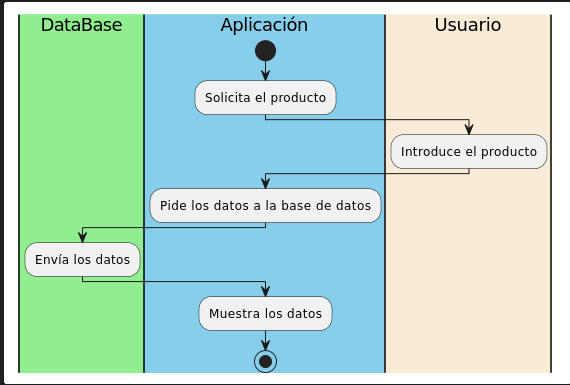 DataBase
Aplicación
Usuario
Solicita el producto
Introduce el producto
Pide los datos a la base de datos
Envía los datos
Muestra los datos